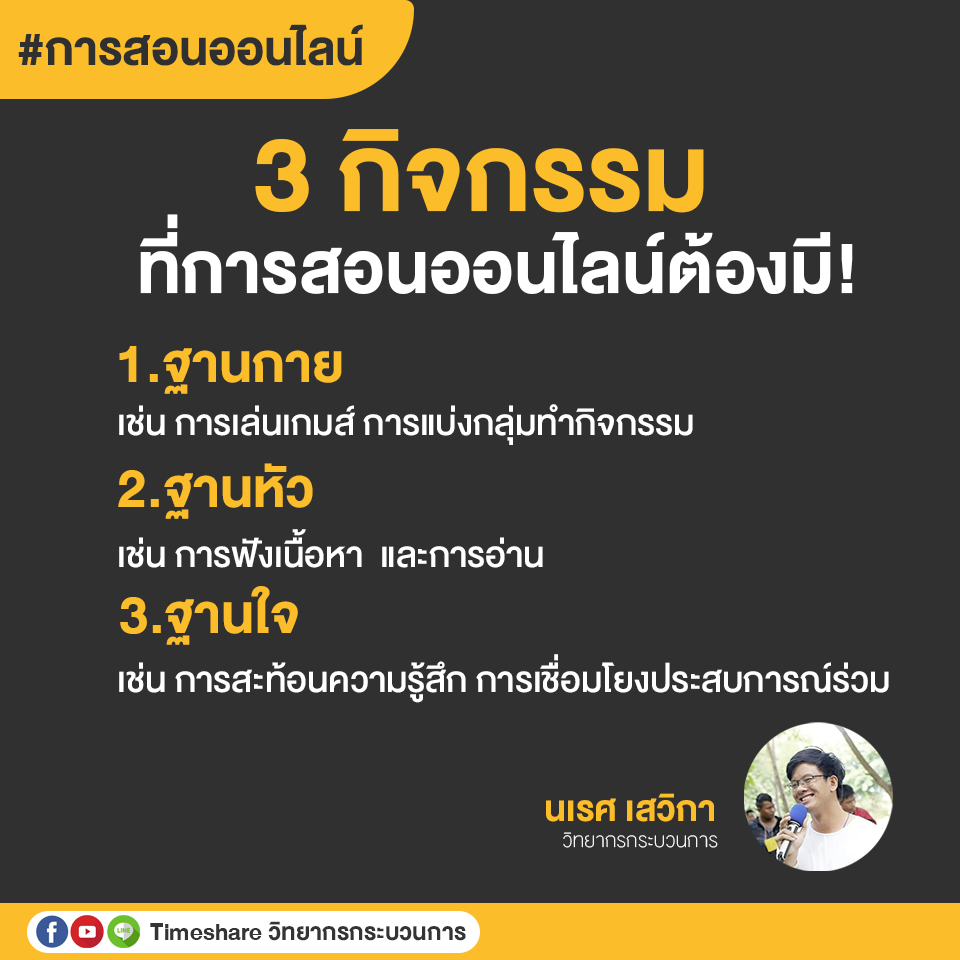 #การสอนออนไลน์
3 กิจกรรม
ที่การสอนออนไลน์ต้องมี!
1.ฐานกาย
เช่น การเล่นเกมส์ การแบ่งกลุ่มทำกิจกรรม
2.ฐานหัว
เช่น การฟังเนื้อหา และการอ่าน
3.ฐานใจ
เช่น การสะท้อนความรู้สึก การเชื่อมโยงประสบการณ์ร่วม
นเรศ เสวิกา
วิทยากรกระบวนการ
LINE
Timeshare วิทยากรกระบวนการ